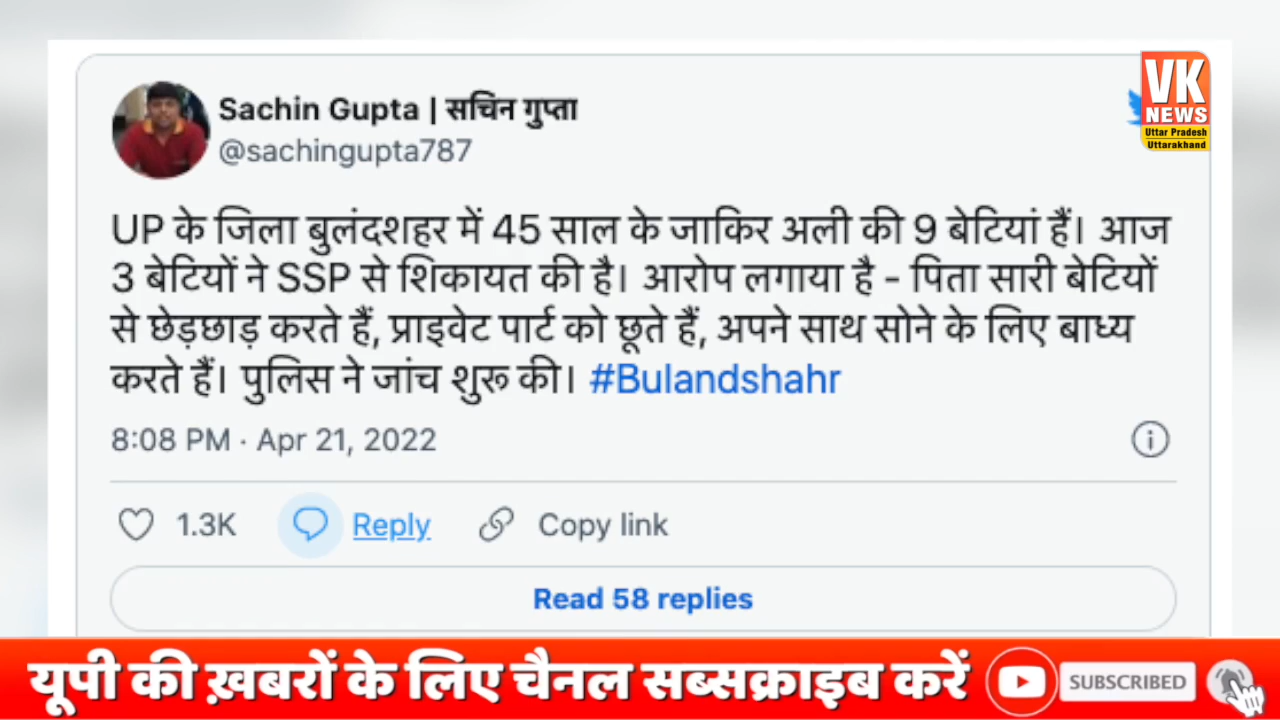 Sachin Gupta | सचिन गुप्ता
@sachingupta787
VK
NEWS
Uttar Pradesh
Uttarakhand
UP के जिला बुलंदशहर में 45 साल के जाकिर अली की 9 बेटियां हैं। आज
3 बेटियों ने SSP से शिकायत की है। आरोप लगाया है - पिता सारी बेटियों
से छेड़छाड़ करते हैं, प्राइवेट पार्ट को छूते हैं, अपने साथ सोने के लिए बाध्य
करते हैं। पुलिस ने जांच शुरू की। #Bulandshahr
8:08 PM · Apr 21, 2022
1.3K Reply Copy link
Read 58 replies
यूपी की ख़बरों के लिए चैनल सब्सक्राइब करें SUBSCRIBED